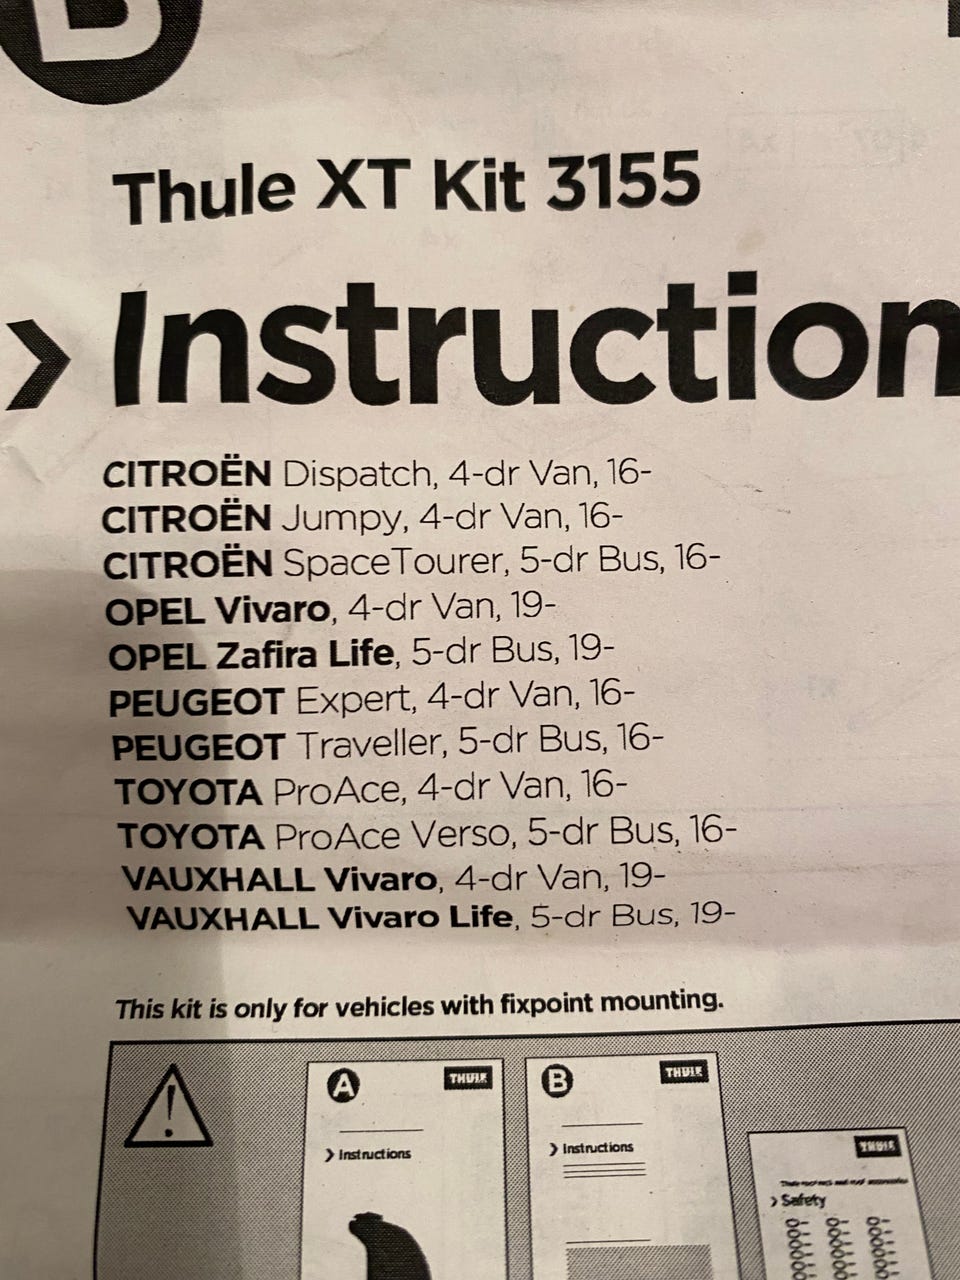 B
Thule XT Kit 3155
› Instruction
CITROËN Dispatch, 4-dr Van, 16-
CITROËN Jumpy, 4-dr Van, 16-
CITROËN SpaceTourer, 5-dr Bus, 16-
OPEL Vivaro, 4-dr Van, 19-
OPEL Zafira Life, 5-dr Bus, 19-
PEUGEOT Expert, 4-dr Van, 16-
PEUGEOT Traveller, 5-dr Bus, 16-
TOYOTA ProAce, 4-dr Van, 16-
TOYOTA ProAce Verso, 5-dr Bus, 16-
VAUXHALL Vivaro, 4-dr Van, 19-
VAUXHALL Vivaro Life, 5-dr Bus, 19-
This kit is only for vehicles with fixpoint mounting.
A THULE
› Instructions
B THULE
› Instructions
THULE
› Safety